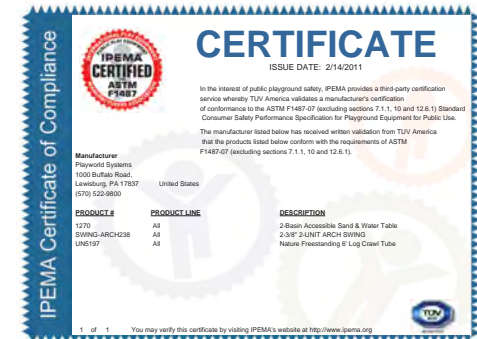 IPEMA Certificate of Compliance
IPEMA
CERTIFIED
ASTM
F1487
CERTIFICATE
ISSUE DATE: 2/14/2011
In the interest of public playground safety, IPEMA provides a third-party certification
service whereby TUV America validates a manufacturer's certification
of conformance to the ASTM F1487-07 (excluding sections 7.1.1, 10 and 12.6.1) Standard
Consumer Safety Performance Specification for Playground Equipment for Public Use.
The manufacturer listed below has received written validation from TUV America
that the products listed below conform with the requirements of ASTM
F1487-07 (excluding sections 7.1.1, 10 and 12.6.1).
Manufacturer
Playworld Systems
1000 Buffalo Road,
Lewisburg, PA 17837 United States
(570) 522-9800
PRODUCT # PRODUCT LINE DESCRIPTION
1270 All 2-Basin Accessible Sand & Water Table
SWING-ARCH238 All 2-3/8" 2-UNIT ARCH SWING
UN5197 All Nature Freestanding 6' Log Crawl Tube
TUV
1 of 1 You may verify this certificate by visiting IPEMA's website at http://www.ipema.org